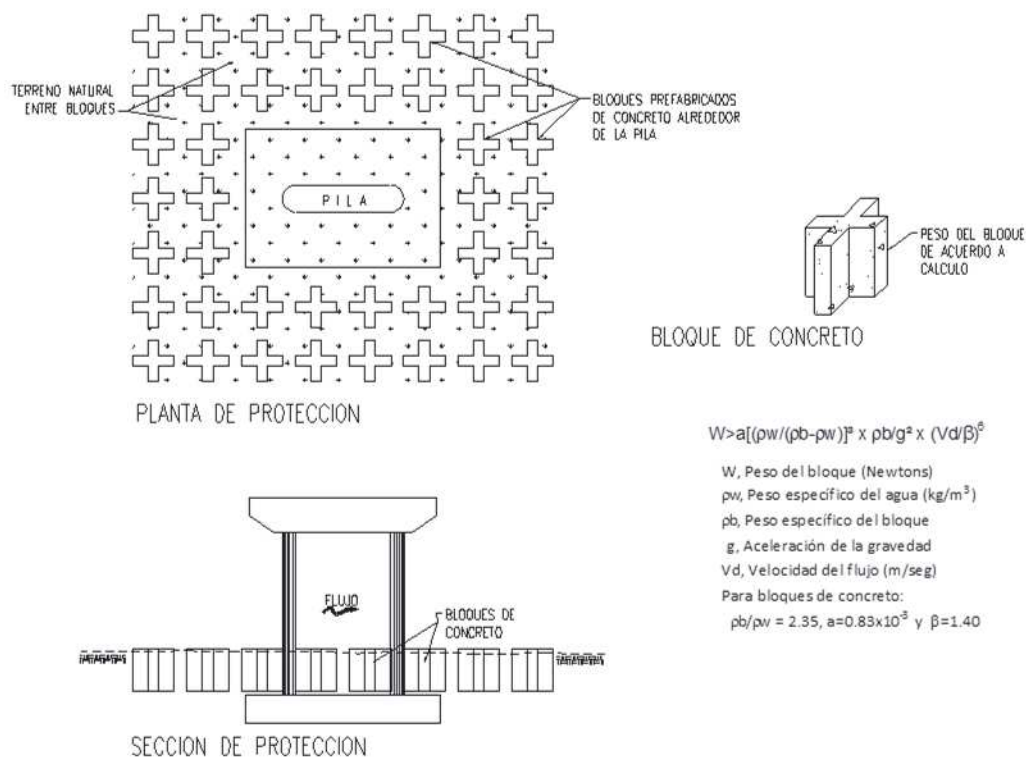 TERRENO NATURAL
ENTRE BLOQUES
BLOQUES PREFABRICADOS
DE CONCRETO ALREDEDOR
DE LA PILA
PILA
PESO DEL BLOQUE
DE ACUERDO A
CALCULO
BLOQUE DE CONCRETO
PLANTA DE PROTECCION
W>a[(ρw/(ρb-ρw)]³ x ρb/g² x (Vd/β)⁶
W, Peso del bloque (Newtons)
ρw, Peso específico del agua (kg/m³)
ρb, Peso específico del bloque
g, Aceleración de la gravedad
Vd, Velocidad del flujo (m/seg)
Para bloques de concreto:
ρb/ρw = 2.35, a=0.83x10⁻³ y β=1.40
FLUJO
BLOQUES DE
CONCRETO
SECCION DE PROTECCION